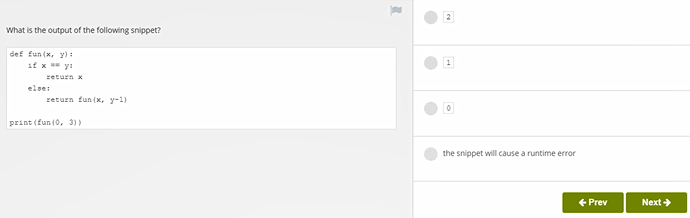 What is the output of the following snippet?
def fun(x, y):
    if x == y:
        return x
    else:
        return fun(x, y-1)

print(fun(0, 3))
2
1
0
the snippet will cause a runtime error
← Prev
Next →